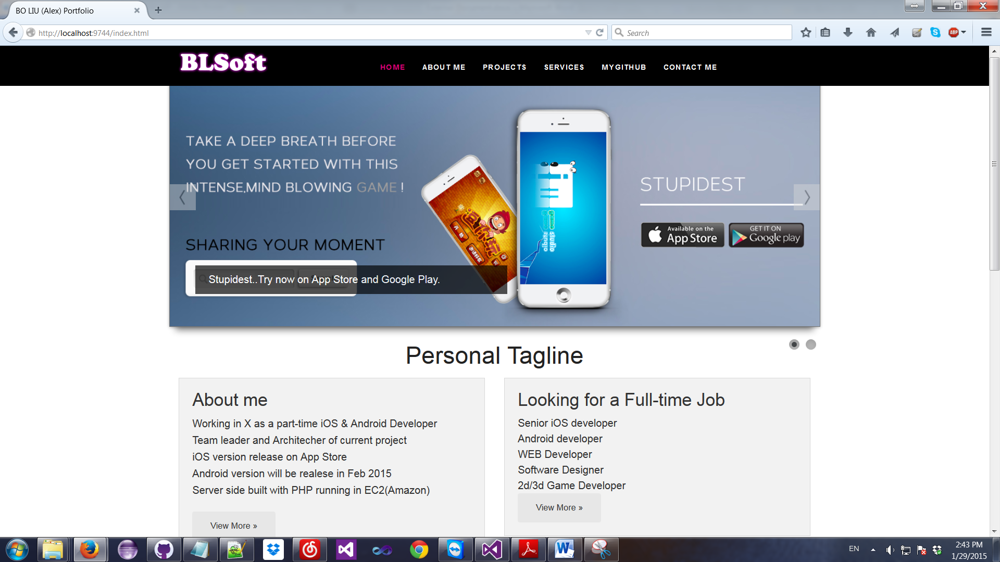 BO LIU (Alex) Portfolio
http://localhost:9744/index.html
Search
ABP
BLSoft
HOME
ABOUT ME
PROJECTS
SERVICES
MYGITHUB
CONTACT ME
TAKE A DEEP BREATH BEFORE
YOU GET STARTED WITH THIS
INTENSE,MIND BLOWING GAME !
SHARING YOUR MOMENT
Stupidest..Try now on App Store and Google Play.
STUPIDEST
Available on the
App Store
GET IT ON
Google play
Personal Tagline
About me
Working in X as a part-time iOS & Android Developer
Team leader and Architecher of current project
iOS version release on App Store
Android version will be realese in Feb 2015
Server side built with PHP running in EC2(Amazon)
View More »
Looking for a Full-time Job
Senior iOS developer
Android developer
WEB Developer
Software Designer
2d/3d Game Developer
View More »
EN
2:43 PM
1/29/2015